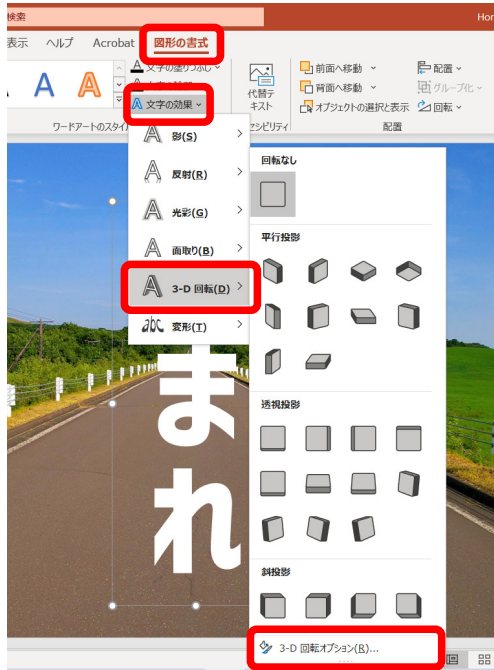 検索
Hor
表示 ヘルプ Acrobat 図形の書式
A A
文字の塗りつぶし
文字の効果
ワードアートのスタイ
代替テ
キスト
アクセシビリティ
前面へ移動
背面へ移動
オブジェクトの選択と表示
配置
グループ化
回転
配置
影(S)
反射(R)
光彩(G)
面取り(B)
3-D 回転(D)
abc 変形(T)
回転なし
平行投影
透視投影
斜投影
3-D 回転オプション(R)...
まれ